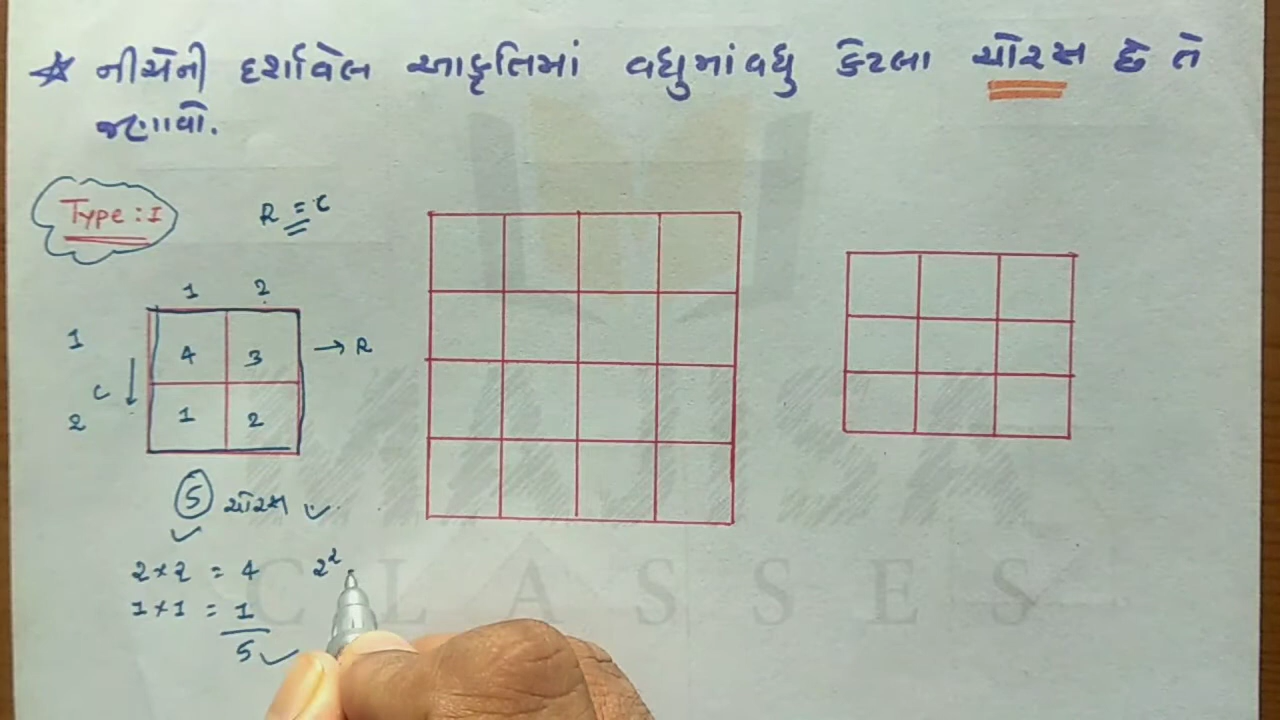 ☆ નીચેની દર્શાવેલ આકૃતિમાં વધુમાંવધુ કેટલા ચોરસ છે તે
જણાવો.
Type : I
R = C
1 2
1
4 3
→ R
C
2
1 2
5 ચોરસ
2 × 2 = 4 2²
1 × 1 = 1
5
MAIKA
CLASSES